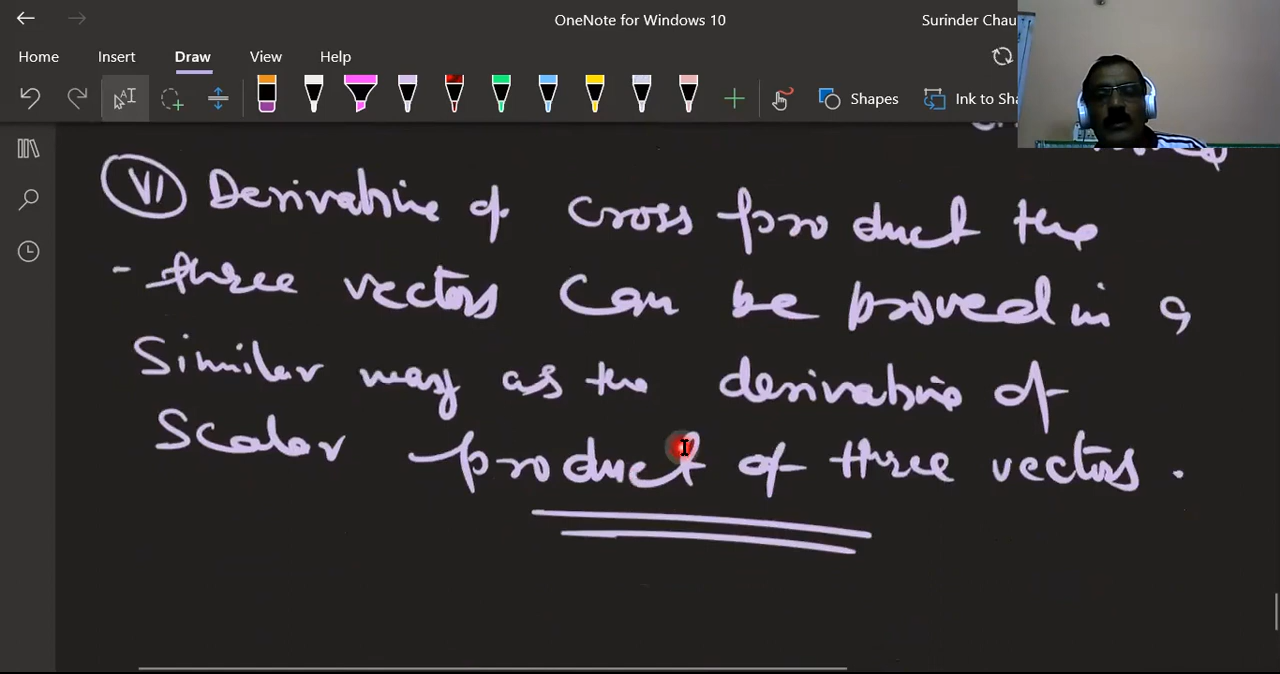 OneNote for Windows 10
Surinder Chau
Home Insert Draw View Help
Shapes
Ink to Sha
VI Derivative of cross product the
three vectors can be proved in a
Similar way as the derivative of
Scalar product of three vectors.